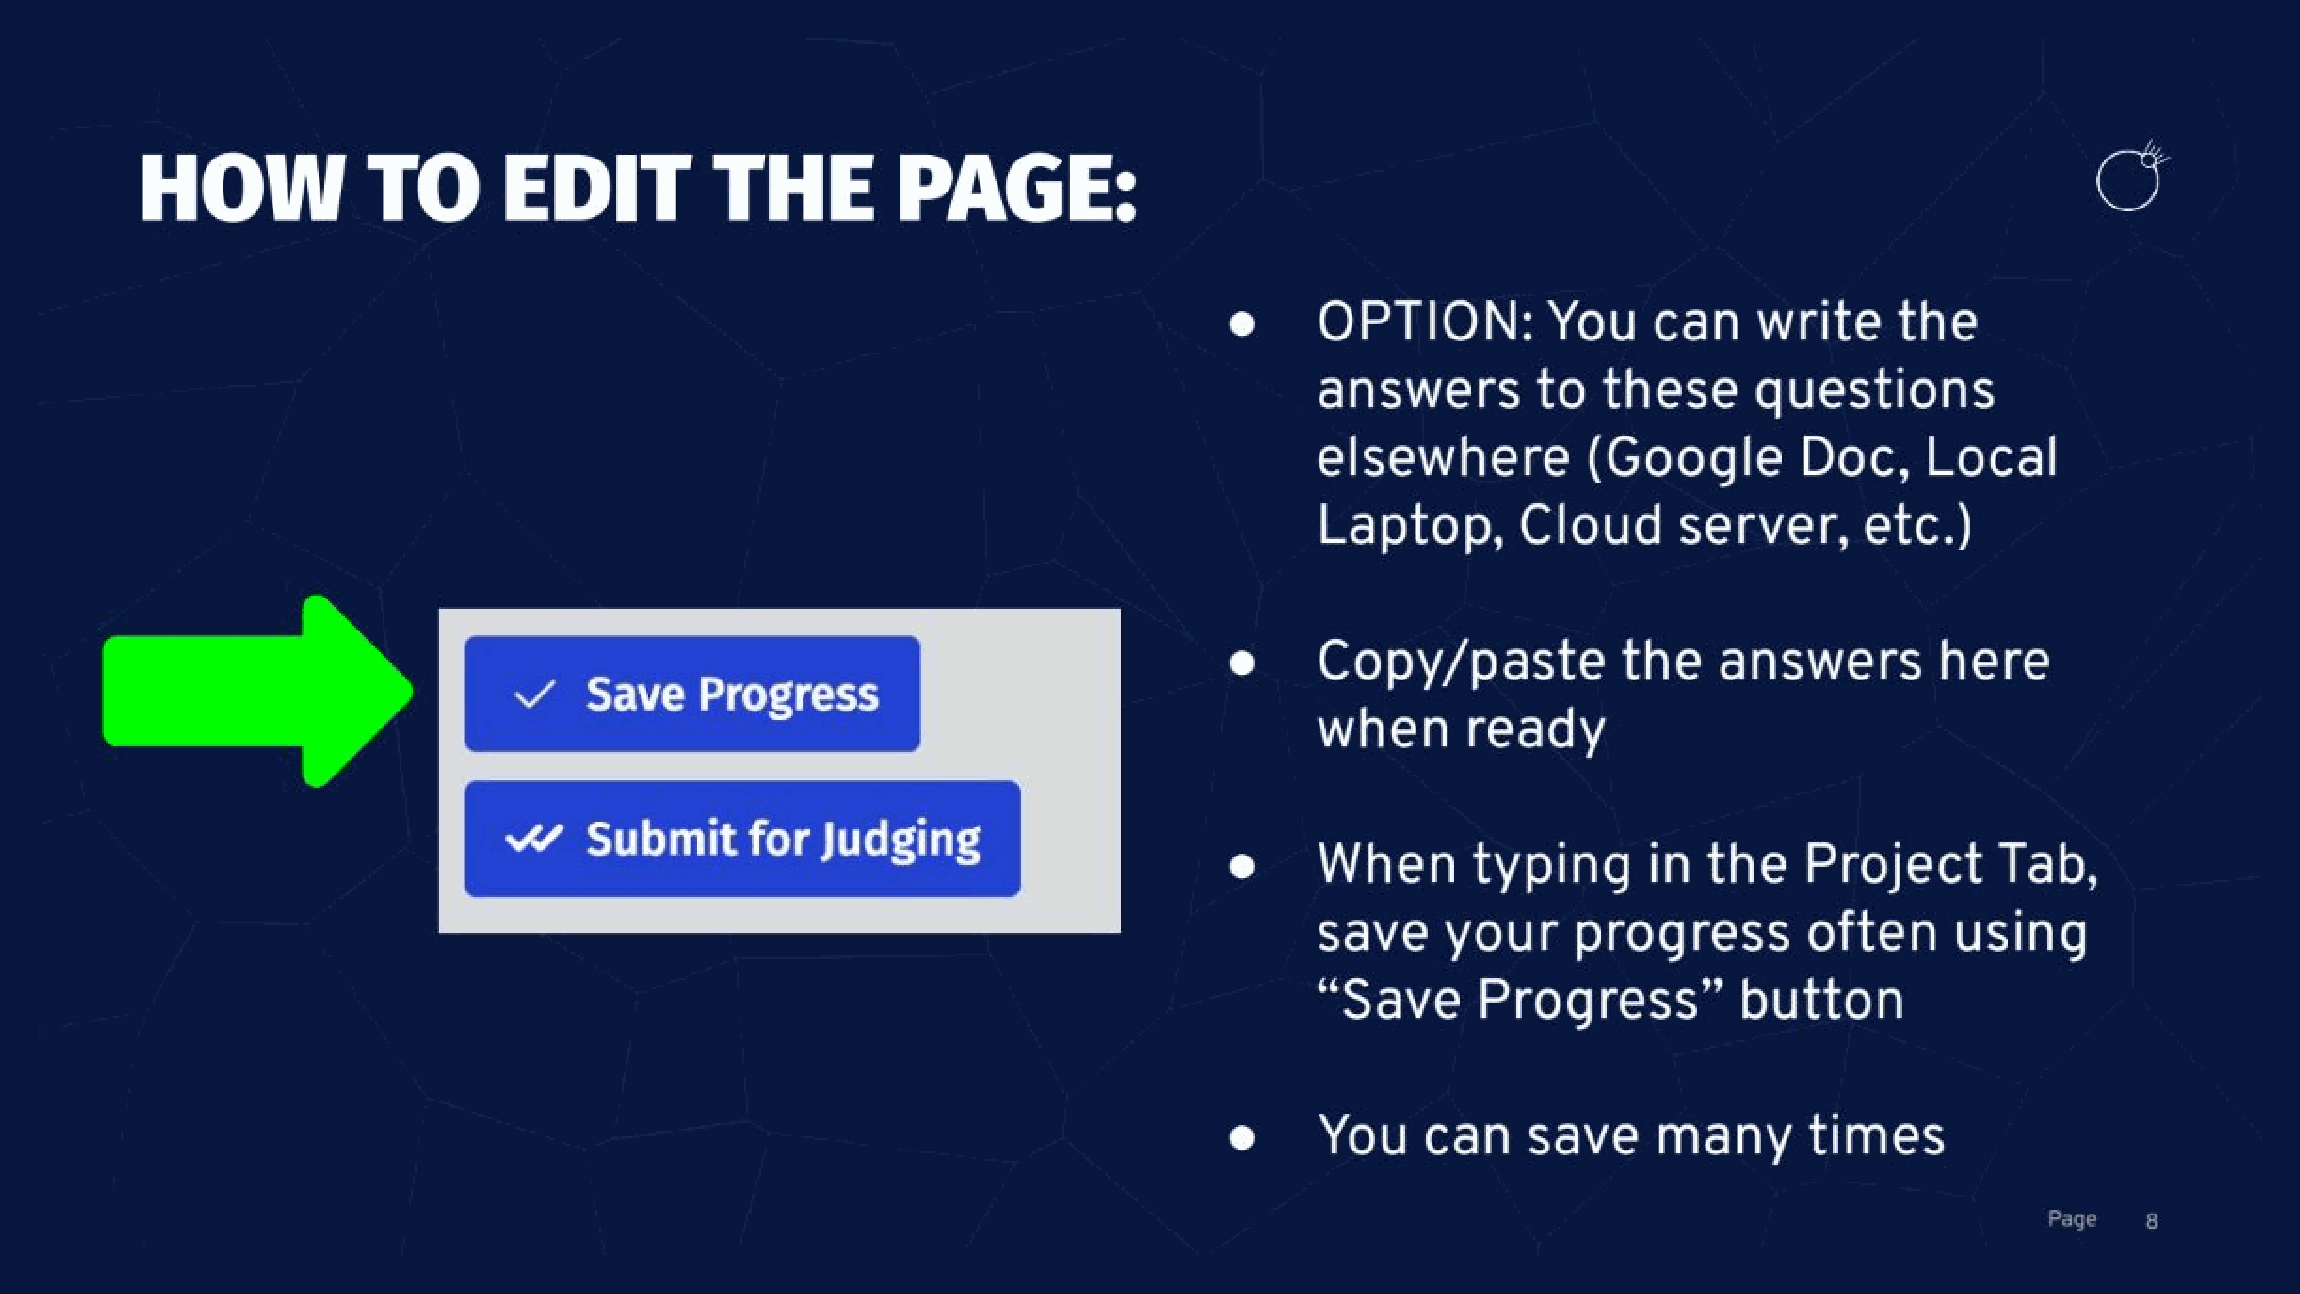 HOW TO EDIT THE PAGE:
Save Progress
Submit for Judging
● OPTION: You can write the
answers to these questions
elsewhere (Google Doc, Local
Laptop, Cloud server, etc.)
● Copy/paste the answers here
when ready
● When typing in the Project Tab,
save your progress often using
“Save Progress” button
● You can save many times
Page 8